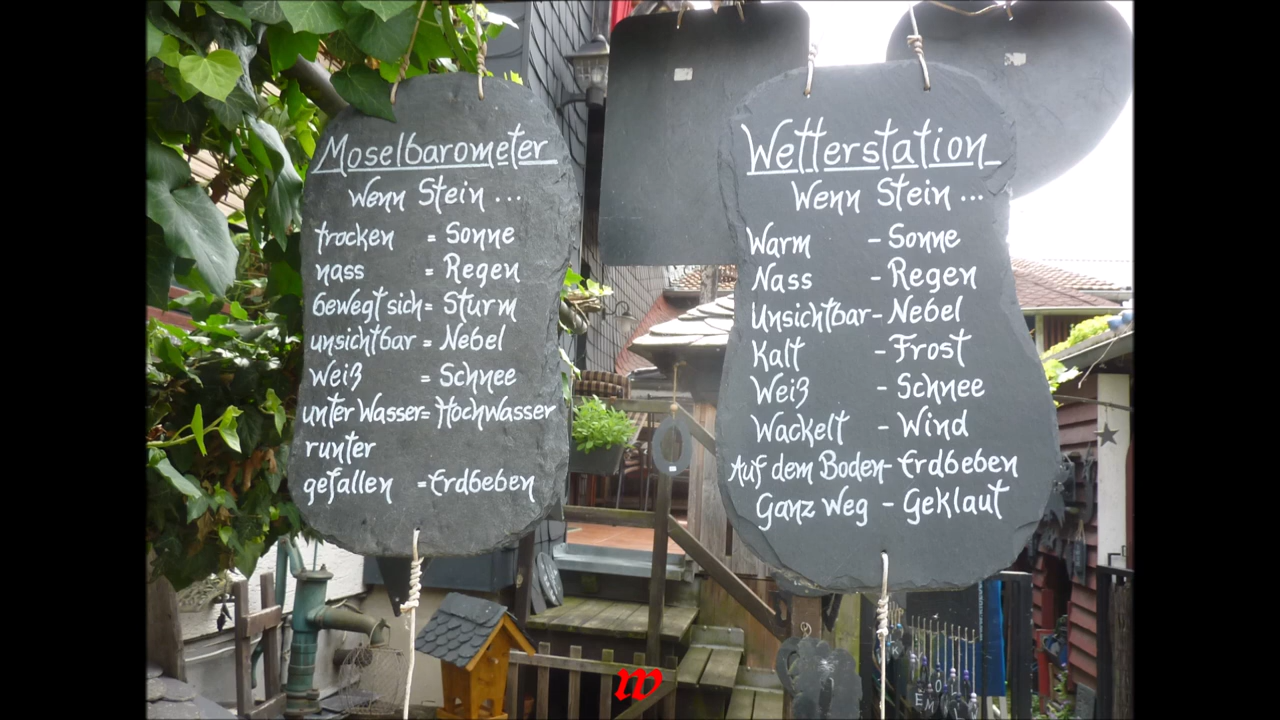 Moselbarometer
Wenn Stein ...
trocken = Sonne
nass = Regen
bewegt sich = Sturm
unsichtbar = Nebel
Weiß = Schnee
unter Wasser = Hochwasser
runter
gefallen = Erdbeben
Wetterstation
Wenn Stein ...
Warm - Sonne
Nass - Regen
Unsichtbar - Nebel
Kalt - Frost
Weiß - Schnee
Wackelt - Wind
Auf dem Boden - Erdbeben
Ganz weg - Geklaut
w